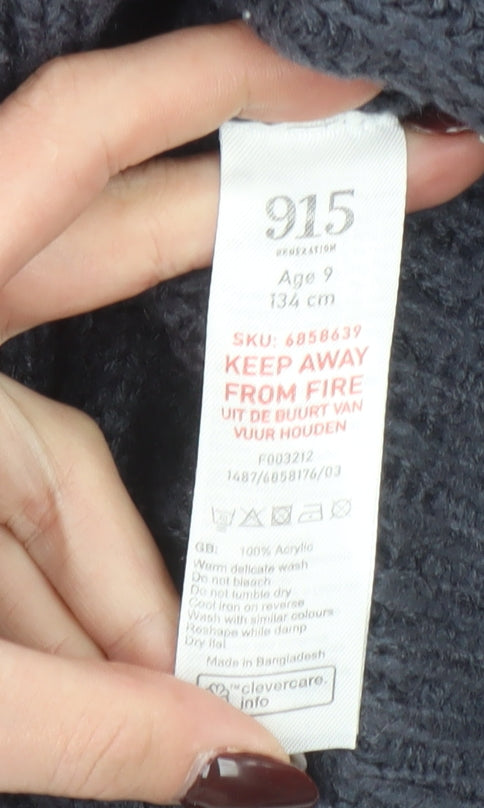 915
GENERATION
Age 9
134 cm
SKU: 6858639
KEEP AWAY
FROM FIRE
UIT DE BUURT VAN
VUUR HOUDEN
F003212
1487/6858176/03
GB: 100% Acrylic
Warm delicate wash
Do not bleach
Do not tumble dry
Cool iron on reverse
Wash with similar colours
Reshape while damp
Dry flat
Made in Bangladesh
™clevercare.
info